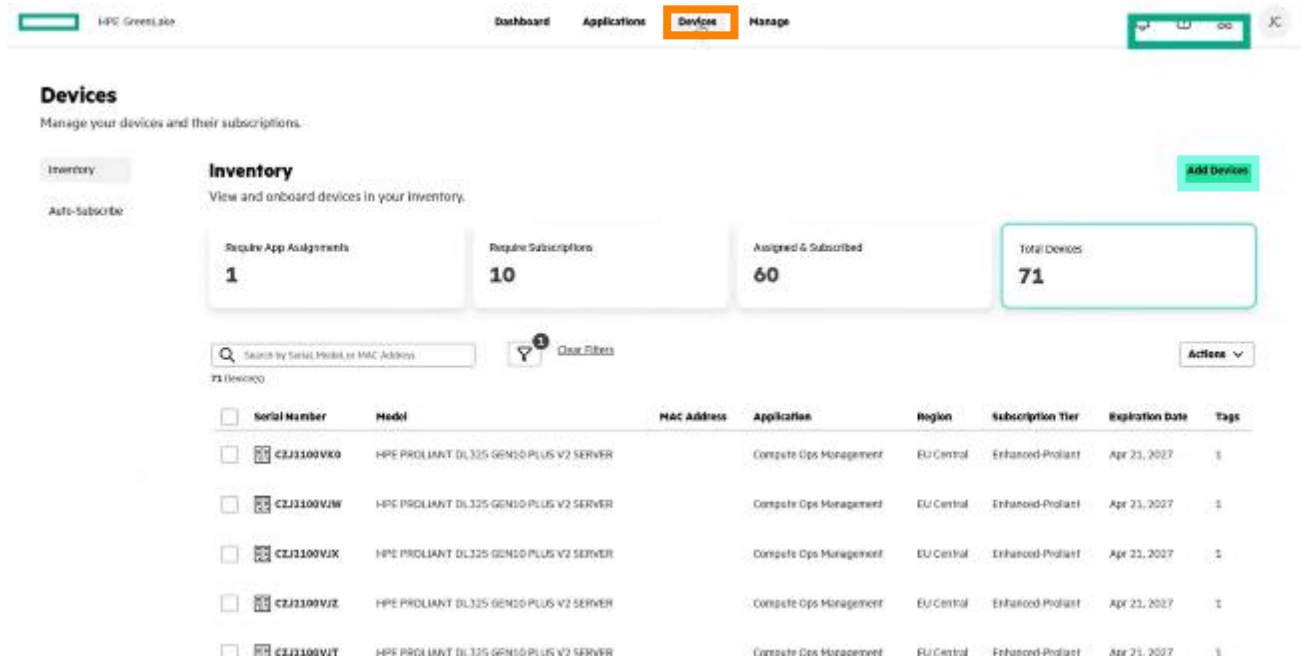 HPE GreenLake
Dashboard Applications Devices Manage
JC
Devices
Manage your devices and their subscriptions.
Inventory
Auto-Subscribe
Inventory
View and onboard devices in your inventory.
Add Devices
Require App Assignments
1
Require Subscriptions
10
Assigned & Subscribed
60
Total Devices
71
Search by Serial, Model, or MAC Address
1
Clear Filters
Actions
71 Device(s)
Serial Number Model MAC Address Application Region Subscription Tier Expiration Date Tags
CZJ3100VK0 HPE PROLIANT DL325 GEN10 PLUS V2 SERVER Compute Ops Management EU Central Enhanced-Proliant Apr 21, 2027 1
CZJ3100VJW HPE PROLIANT DL325 GEN10 PLUS V2 SERVER Compute Ops Management EU Central Enhanced-Proliant Apr 21, 2027 1
CZJ3100VJX HPE PROLIANT DL325 GEN10 PLUS V2 SERVER Compute Ops Management EU Central Enhanced-Proliant Apr 21, 2027 1
CZJ3100VJZ HPE PROLIANT DL325 GEN10 PLUS V2 SERVER Compute Ops Management EU Central Enhanced-Proliant Apr 21, 2027 1
CZJ3100VJT HPE PROLIANT DL325 GEN10 PLUS V2 SERVER Compute Ops Management EU Central Enhanced-Proliant Apr 21, 2027 1